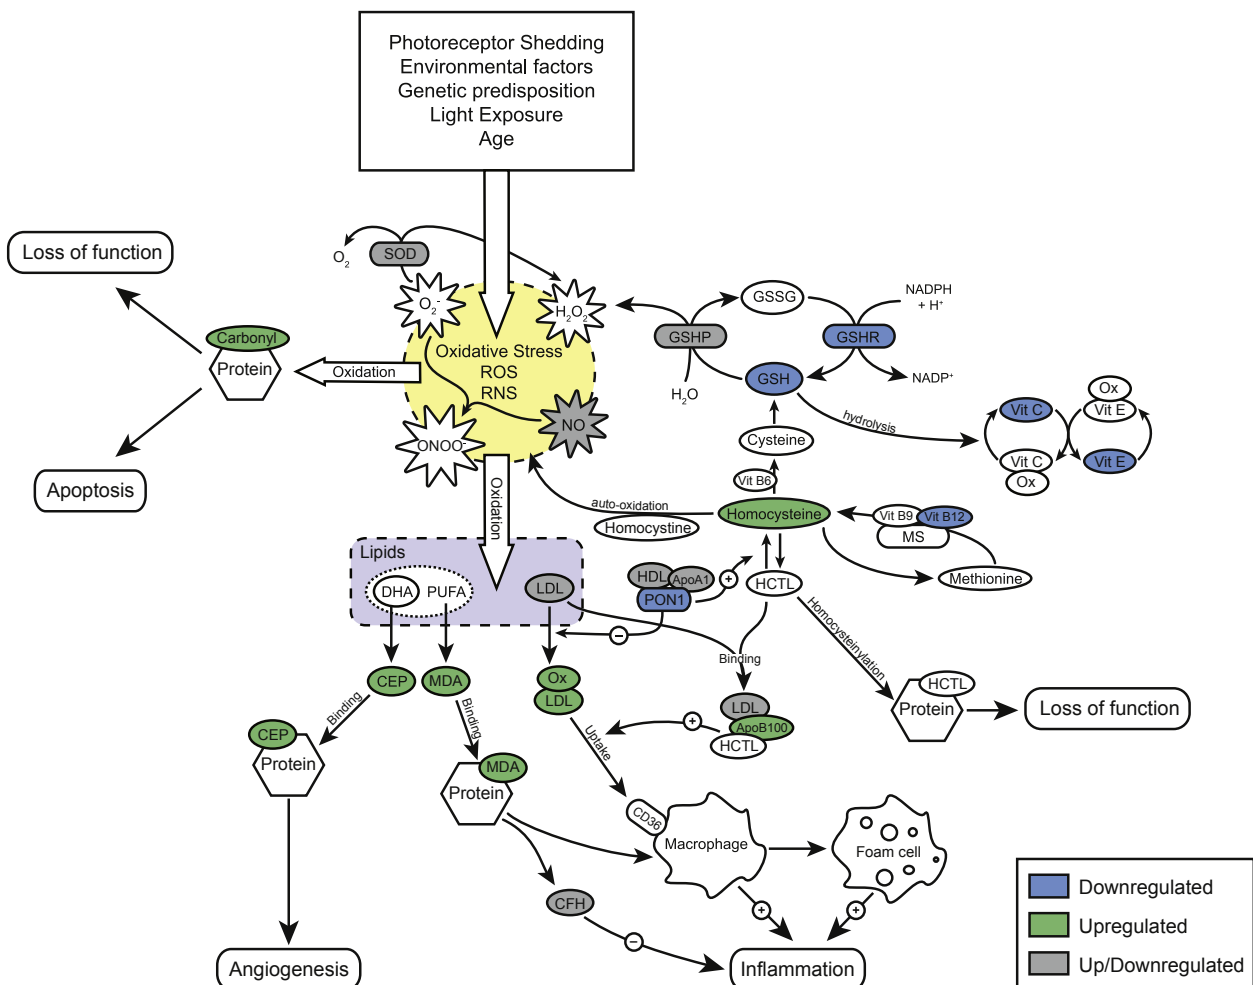 Photoreceptor Shedding
Environmental factors
Genetic predisposition
Light Exposure
Age
Loss of function
O2
SOD
O2-
H2O2
GSSG
NADPH
+ H+
GSHP
GSHR
Carbonyl
Protein
Oxidation
Oxidative Stress
ROS
RNS
NO
ONOO-
H2O
GSH
NADP+
hydrolysis
Vit C
Ox
Vit E
Vit C
Ox
Vit E
Cysteine
Vit B6
Apoptosis
Oxidation
auto-oxidation
Homocystine
Homocysteine
Vit B9
Vit B12
MS
Methionine
Lipids
DHA
PUFA
LDL
HDL
ApoA1
PON1
+
HCTL
−
Binding
Homocysteinylation
CEP
MDA
Ox
LDL
LDL
ApoB100
HCTL
+
HCTL
Protein
Loss of function
Binding
Binding
Uptake
CEP
Protein
MDA
Protein
CD36
Macrophage
Foam cell
CFH
−
+
+
Angiogenesis
Inflammation
Downregulated
Upregulated
Up/Downregulated